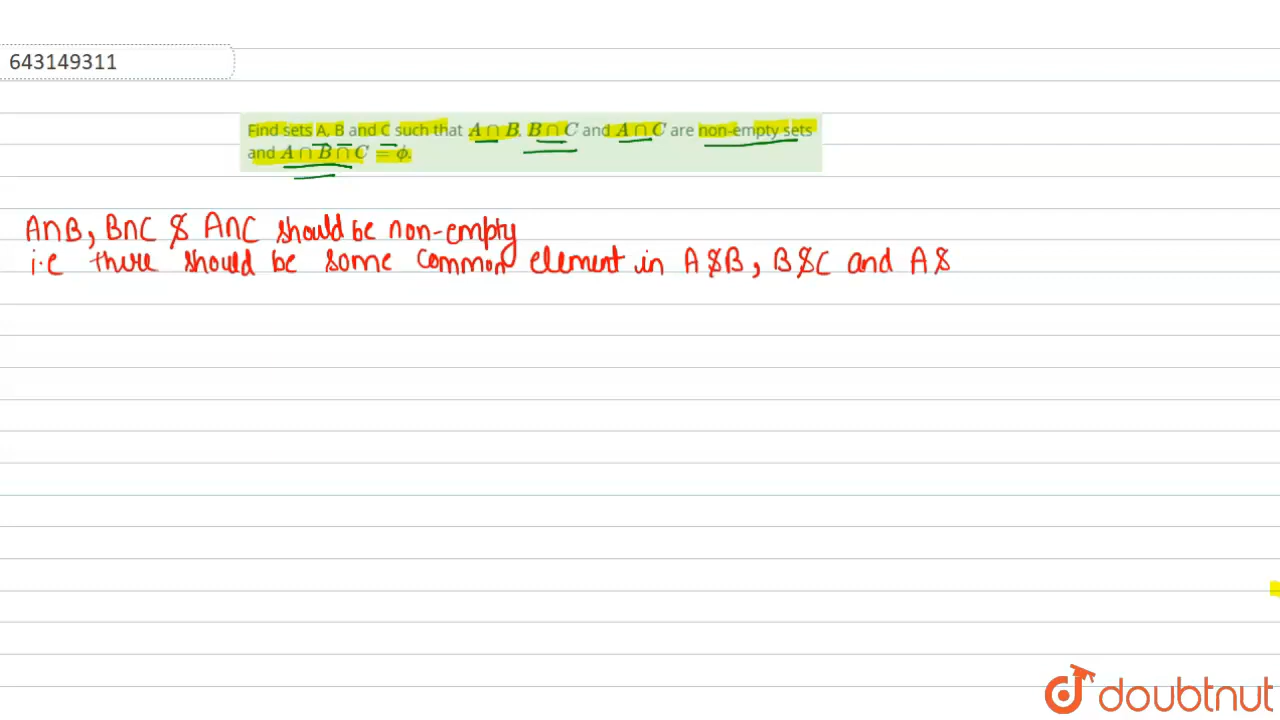 643149311
Find sets A, B and C such that A ∩ B, B ∩ C and A ∩ C are non-empty sets
and A ∩ B ∩ C = ϕ.
A∩B, B∩C & A∩C should be non-empty
i.e there should be some common element in A & B, B & C and A &
doubtnut